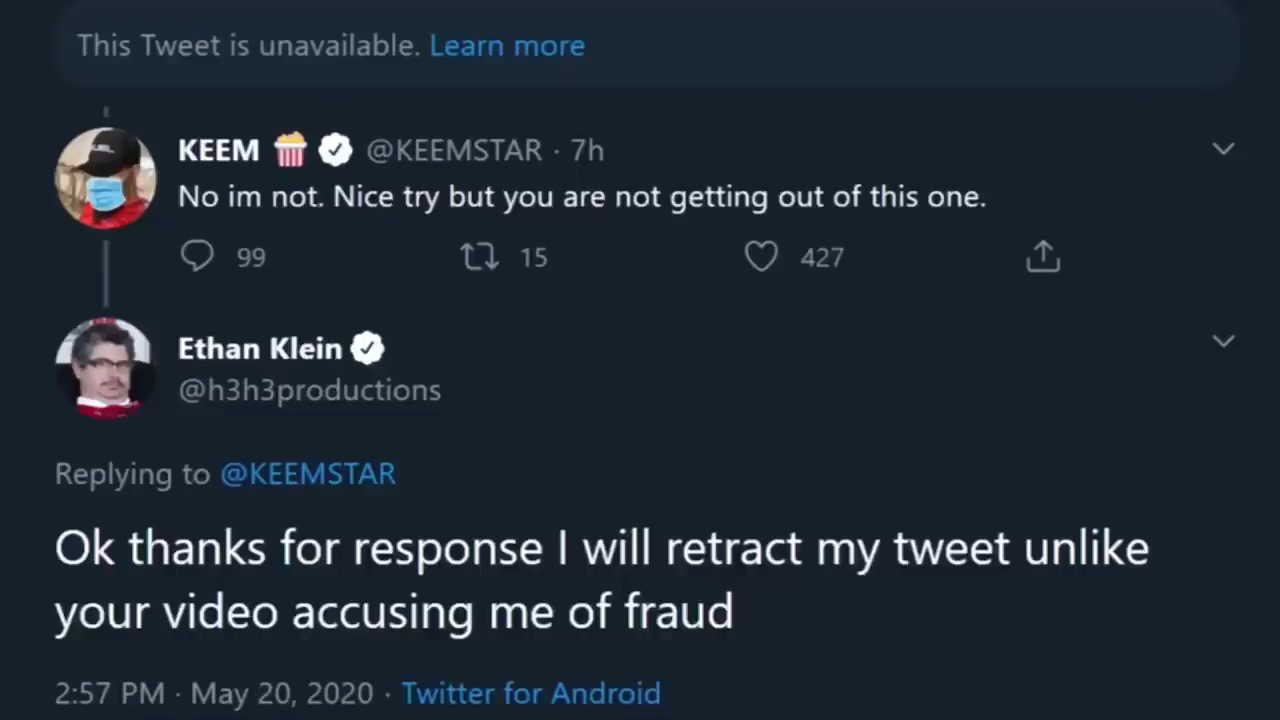 This Tweet is unavailable. Learn more
KEEM 🍿 @KEEMSTAR · 7h
No im not. Nice try but you are not getting out of this one.
99 15 427
Ethan Klein
@h3h3productions
Replying to @KEEMSTAR
Ok thanks for response I will retract my tweet unlike
your video accusing me of fraud
2:57 PM · May 20, 2020 · Twitter for Android